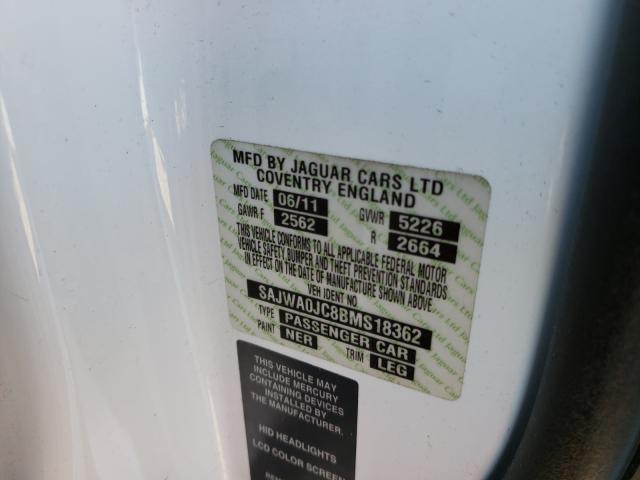 MFD BY JAGUAR CARS LTD
COVENTRY ENGLAND
MFD DATE 06/11 GVWR 5226
GAWR F 2562 R 2664
THIS VEHICLE CONFORMS TO ALL APPLICABLE FEDERAL MOTOR
VEHICLE SAFETY, BUMPER AND THEFT PREVENTION STANDARDS
IN EFFECT ON THE DATE OF MANUFACTURE SHOWN ABOVE.
VEH IDENT NO
SAJWA0JC8BMS18362
TYPE PASSENGER CAR
PAINT NER TRIM LEG
THIS VEHICLE MAY
INCLUDE MERCURY
CONTAINING DEVICES
INSTALLED BY
THE MANUFACTURER.
HID HEADLIGHTS
LCD COLOR SCREEN